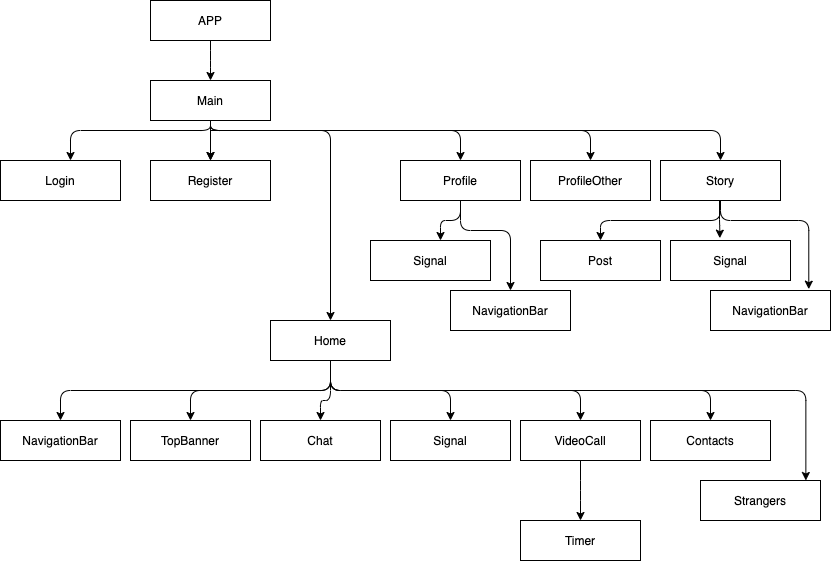 APP
Main
Login
Register
Profile
ProfileOther
Story
Signal
Post
Signal
NavigationBar
NavigationBar
Home
NavigationBar
TopBanner
Chat
Signal
VideoCall
Contacts
Strangers
Timer